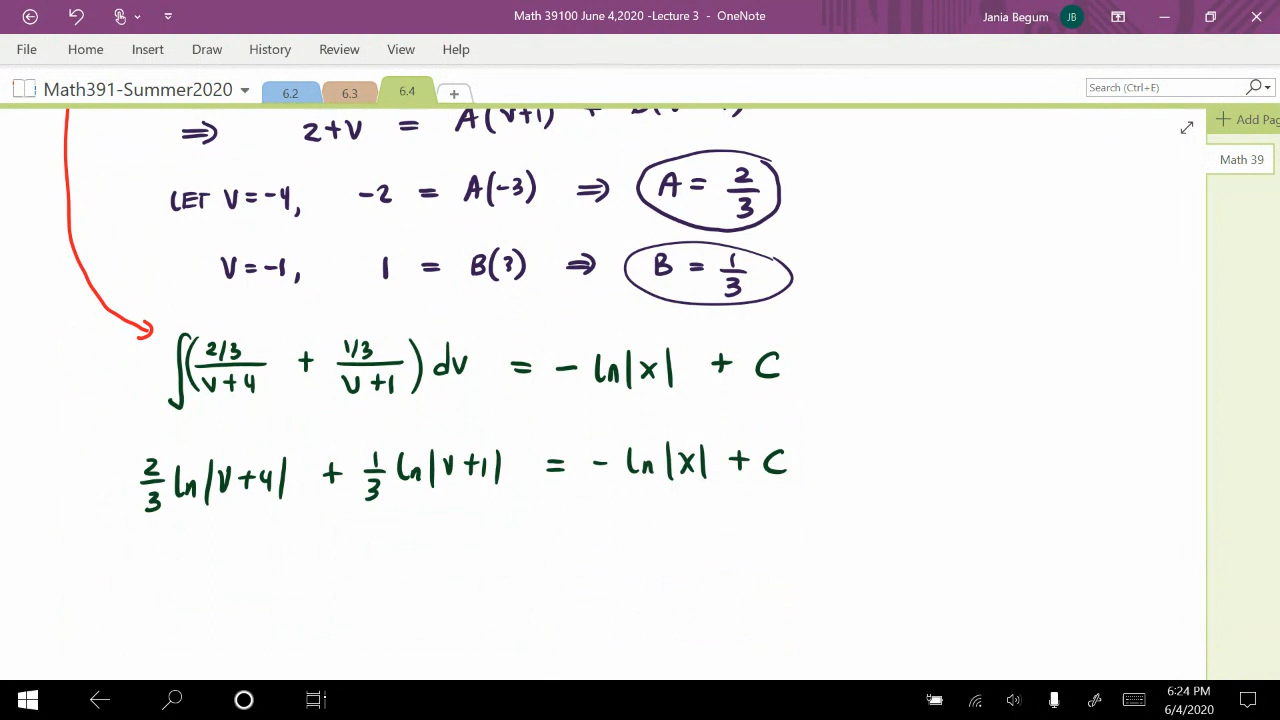 Math 39100 June 4,2020 -Lecture 3 - OneNote
Jania Begum JB
File Home Insert Draw History Review View Help
Math391-Summer2020 6.2 6.3 6.4
Search (Ctrl+E)
Add Pag
Math 39
⇒ 2+V = A(V+1) +
LET V=-4, -2 = A(-3) ⇒ A = 2/3
V=-1, 1 = B(3) ⇒ B = 1/3
∫( (2/3)/(V+4) + (1/3)/(V+1) ) dv = - ln|x| + C
2/3 ln|V+4| + 1/3 ln|V+1| = - ln|x| + C
6:24 PM
6/4/2020